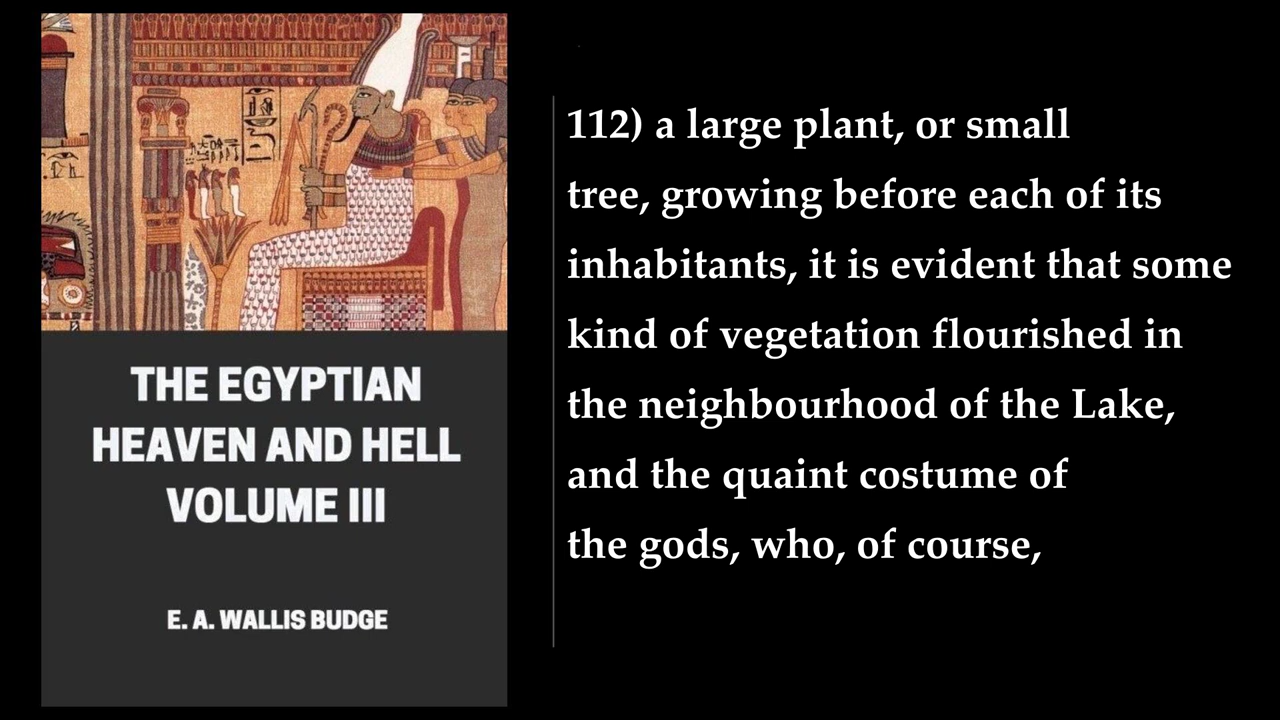 THE EGYPTIAN
HEAVEN AND HELL
VOLUME III
E. A. WALLIS BUDGE
112) a large plant, or small
tree, growing before each of its
inhabitants, it is evident that some
kind of vegetation flourished in
the neighbourhood of the Lake,
and the quaint costume of
the gods, who, of course,